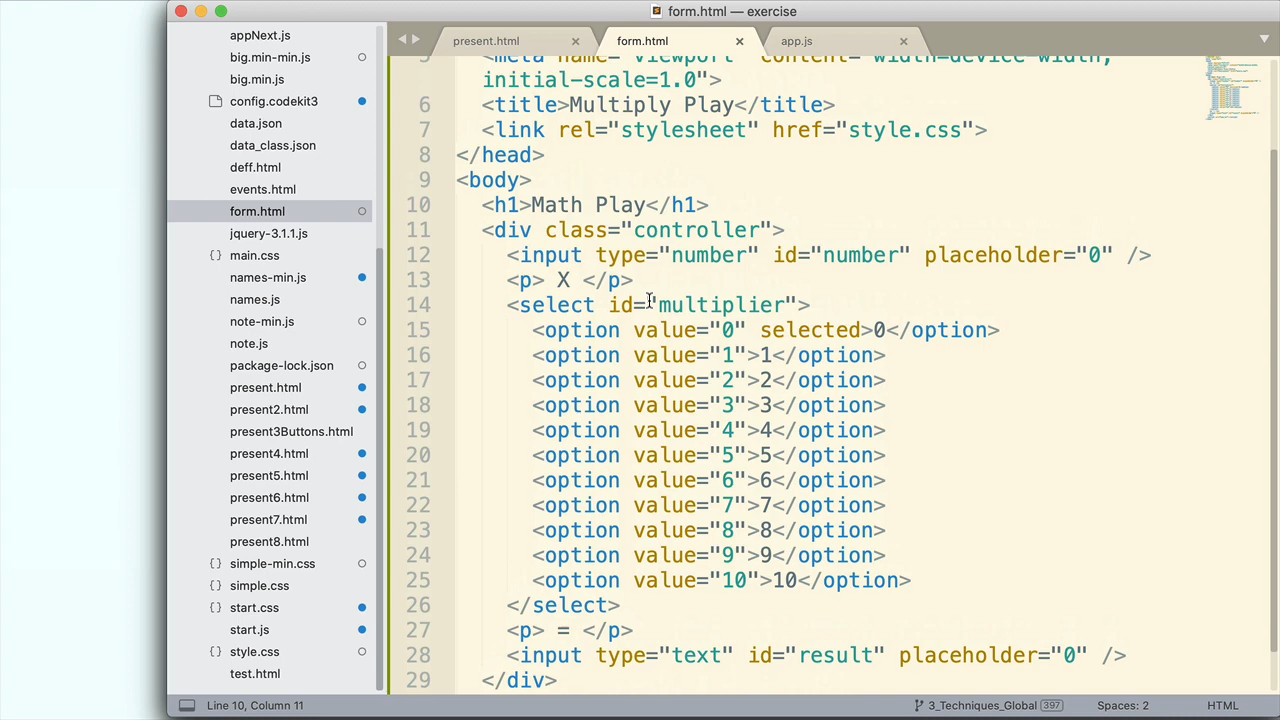 form.html — exercise
appNext.js
big.min-min.js
big.min.js
config.codekit3
data.json
data_class.json
deff.html
events.html
form.html
jquery-3.1.1.js
{} main.css
names-min.js
names.js
note-min.js
note.js
package-lock.json
present.html
present2.html
present3Buttons.html
present4.html
present5.html
present6.html
present7.html
present8.html
{} simple-min.css
{} simple.css
{} start.css
start.js
{} style.css
test.html
present.html
form.html
app.js
5 <meta name="viewport" content="width=device-width,
initial-scale=1.0">
6 <title>Multiply Play</title>
7 <link rel="stylesheet" href="style.css">
8 </head>
9 <body>
10 <h1>Math Play</h1>
11 <div class="controller">
12 <input type="number" id="number" placeholder="0" />
13 <p> X </p>
14 <select id="multiplier">
15 <option value="0" selected>0</option>
16 <option value="1">1</option>
17 <option value="2">2</option>
18 <option value="3">3</option>
19 <option value="4">4</option>
20 <option value="5">5</option>
21 <option value="6">6</option>
22 <option value="7">7</option>
23 <option value="8">8</option>
24 <option value="9">9</option>
25 <option value="10">10</option>
26 </select>
27 <p> = </p>
28 <input type="text" id="result" placeholder="0" />
29 </div>
Line 10, Column 11
3_Techniques_Global 397
Spaces: 2
HTML